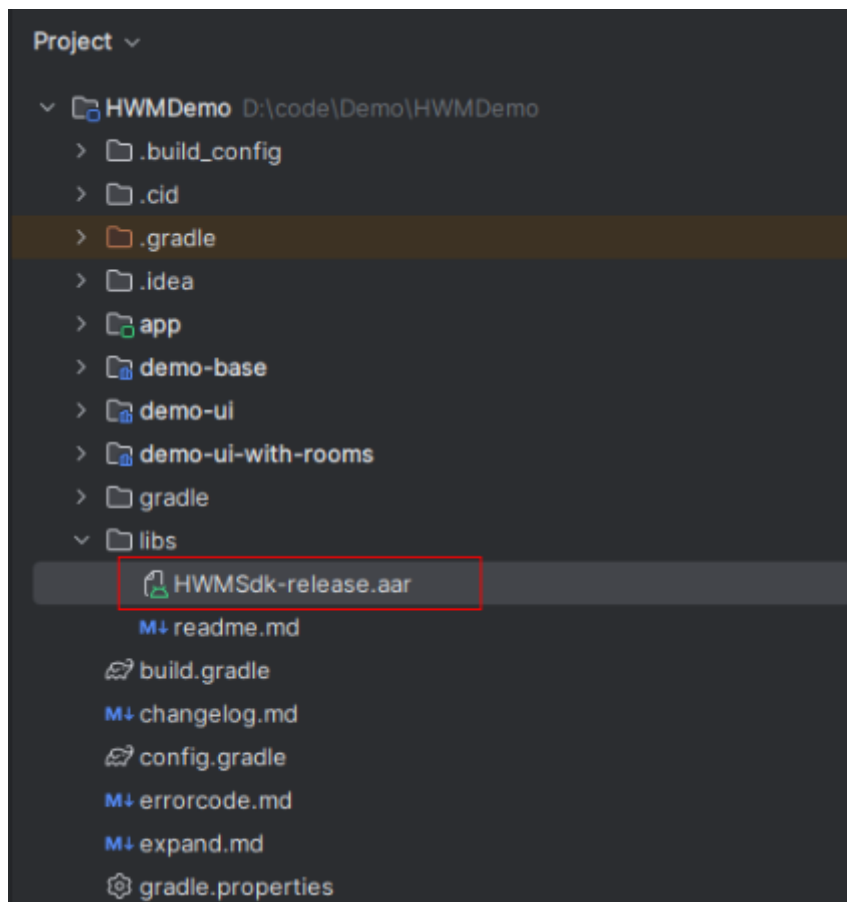 Project
HWMDemo D:\code\Demo\HWMDemo
.build_config
.cid
.gradle
.idea
app
demo-base
demo-ui
demo-ui-with-rooms
gradle
libs
HWMSdk-release.aar
M↓ readme.md
build.gradle
M↓ changelog.md
config.gradle
M↓ errorcode.md
M↓ expand.md
gradle.properties